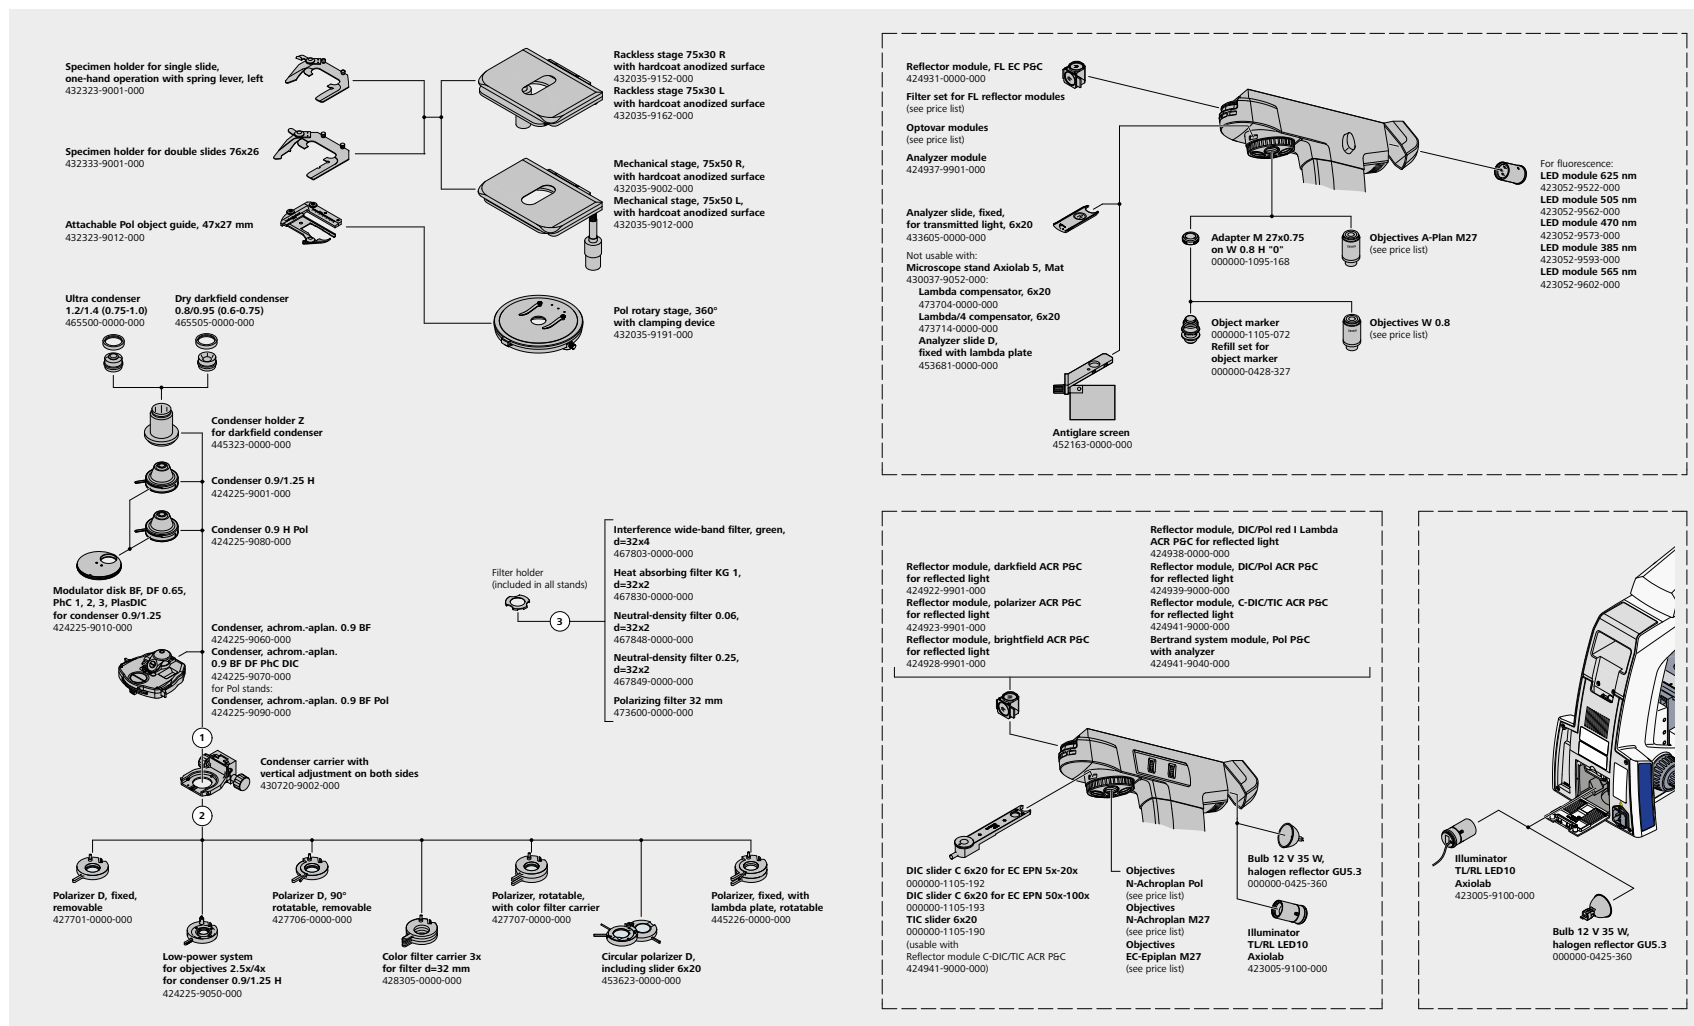 Specimen holder for single slide,
one-hand operation with spring lever, left
432323-9001-000
Specimen holder for double slides 76x26
432333-9001-000
Attachable Pol object guide, 47x27 mm
432323-9012-000
Rackless stage 75x30 R
with hardcoat anodized surface
432035-9152-000
Rackless stage 75x30 L
with hardcoat anodized surface
432035-9162-000
Mechanical stage, 75x50 R,
with hardcoat anodized surface
432035-9002-000
Mechanical stage, 75x50 L,
with hardcoat anodized surface
432035-9012-000
Pol rotary stage, 360°
with clamping device
432035-9191-000
Ultra condenser
1.2/1.4 (0.75-1.0)
465500-0000-000
Dry darkfield condenser
0.8/0.95 (0.6-0.75)
465505-0000-000
Condenser holder Z
for darkfield condenser
445323-0000-000
Condenser 0.9/1.25 H
424225-9001-000
Condenser 0.9 H Pol
424225-9080-000
Modulator disk BF, DF 0.65,
PhC 1, 2, 3, PlasDIC
for condenser 0.9/1.25
424225-9010-000
Condenser, achrom.-aplan. 0.9 BF
424225-9060-000
Condenser, achrom.-aplan.
0.9 BF DF PhC DIC
424225-9070-000
for Pol stands:
Condenser, achrom.-aplan. 0.9 BF Pol
424225-9090-000
1
Condenser carrier with
vertical adjustment on both sides
430720-9002-000
2
Filter holder
(included in all stands)
3
Interference wide-band filter, green,
d=32x4
467803-0000-000
Heat absorbing filter KG 1,
d=32x2
467830-0000-000
Neutral-density filter 0.06,
d=32x2
467848-0000-000
Neutral-density filter 0.25,
d=32x2
467849-0000-000
Polarizing filter 32 mm
473600-0000-000
Polarizer D, fixed,
removable
427701-0000-000
Low-power system
for objectives 2.5x/4x
for condenser 0.9/1.25 H
424225-9050-000
Polarizer D, 90°
rotatable, removable
427706-0000-000
Color filter carrier 3x
for filter d=32 mm
428305-0000-000
Polarizer, rotatable,
with color filter carrier
427707-0000-000
Circular polarizer D,
including slider 6x20
453623-0000-000
Polarizer, fixed, with
lambda plate, rotatable
445226-0000-000
Reflector module, FL EC P&C
424931-0000-000
Filter set for FL reflector modules
(see price list)
Optovar modules
(see price list)
Analyzer module
424937-9901-000
Analyzer slide, fixed,
for transmitted light, 6x20
433605-0000-000
Not usable with:
Microscope stand Axiolab 5, Mat
430037-9052-000:
Lambda compensator, 6x20
473704-0000-000
Lambda/4 compensator, 6x20
473714-0000-000
Analyzer slide D,
fixed with lambda plate
453681-0000-000
Antiglare screen
452163-0000-000
Adapter M 27x0.75
on W 0.8 H "0"
000000-1095-168
Objectives A-Plan M27
(see price list)
Object marker
000000-1105-072
Refill set for
object marker
000000-0428-327
Objectives W 0.8
(see price list)
For fluorescence:
LED module 625 nm
423052-9522-000
LED module 505 nm
423052-9562-000
LED module 470 nm
423052-9573-000
LED module 385 nm
423052-9593-000
LED module 565 nm
423052-9602-000
Reflector module, darkfield ACR P&C
for reflected light
424922-9901-000
Reflector module, polarizer ACR P&C
for reflected light
424923-9901-000
Reflector module, brightfield ACR P&C
for reflected light
424928-9901-000
Reflector module, DIC/Pol red I Lambda
ACR P&C for reflected light
424938-0000-000
Reflector module, DIC/Pol ACR P&C
for reflected light
424939-9000-000
Reflector module, C-DIC/TIC ACR P&C
for reflected light
424941-9000-000
Bertrand system module, Pol P&C
with analyzer
424941-9040-000
DIC slider C 6x20 for EC EPN 5x-20x
000000-1105-192
DIC slider C 6x20 for EC EPN 50x-100x
000000-1105-193
TIC slider 6x20
000000-1105-190
(usable with
Reflector module C-DIC/TIC ACR P&C
424941-9000-000)
Objectives
N-Achroplan Pol
(see price list)
Objectives
N-Achroplan M27
(see price list)
Objectives
EC-Epiplan M27
(see price list)
Bulb 12 V 35 W,
halogen reflector GU5.3
000000-0425-360
Illuminator
TL/RL LED10
Axiolab
423005-9100-000
Illuminator
TL/RL LED10
Axiolab
423005-9100-000
Bulb 12 V 35 W,
halogen reflector GU5.3
000000-0425-360